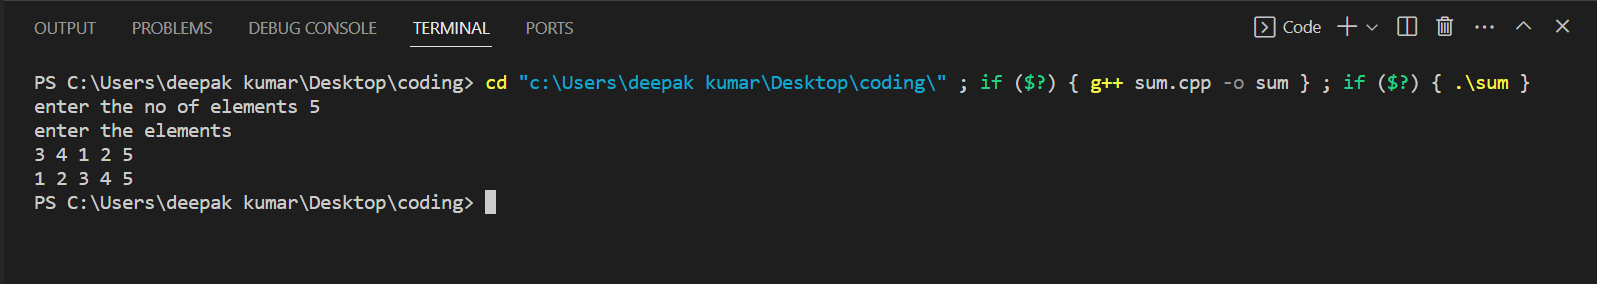 OUTPUT PROBLEMS DEBUG CONSOLE TERMINAL PORTS Code
PS C:\Users\deepak kumar\Desktop\coding> cd "c:\Users\deepak kumar\Desktop\coding\" ; if ($?) { g++ sum.cpp -o sum } ; if ($?) { .\sum }
enter the no of elements 5
enter the elements
3 4 1 2 5
1 2 3 4 5
PS C:\Users\deepak kumar\Desktop\coding>